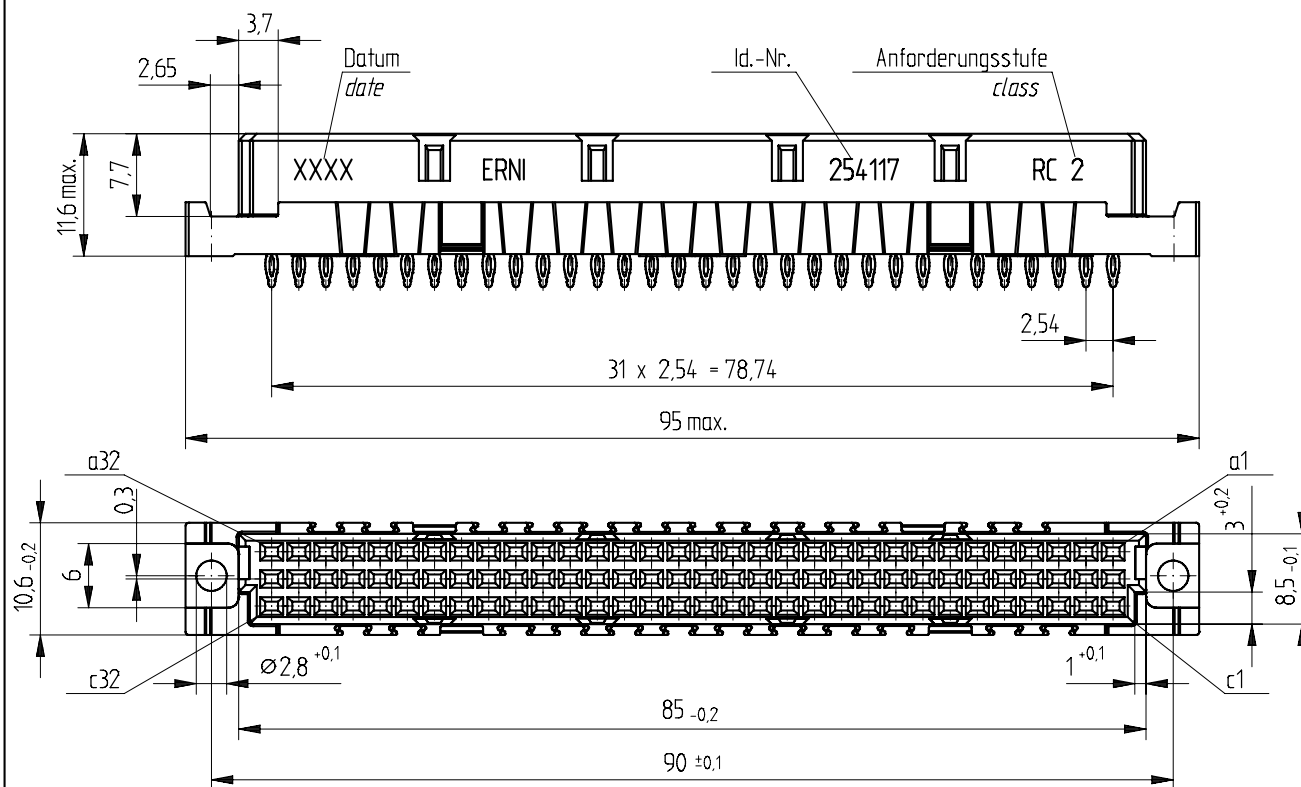 3,7
Datum
date
Id.-Nr.
Anforderungsstufe
class
2,65
11,6 max.
7,7
XXXX
ERNI
254117
RC 2
2,54
31 x 2,54 = 78,74
95 max.
a32
a1
0,3
3 +0,2
10,6 -0,2
6
8,5 -0,1
c32
⌀2,8 +0,1
1 +0,1
c1
85 -0,2
90 ±0,1